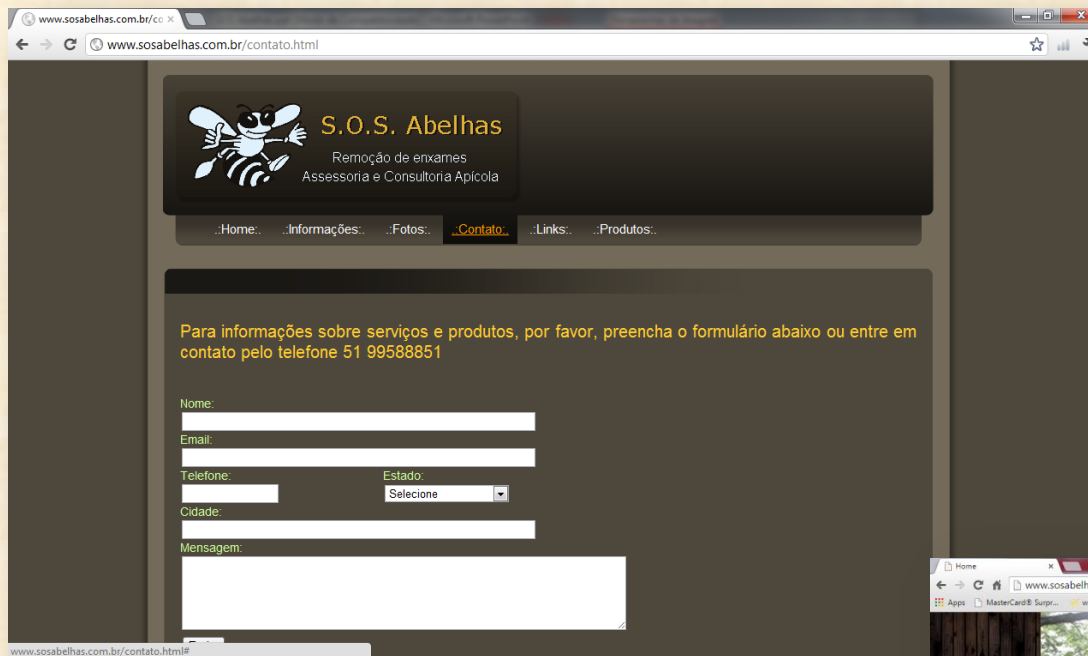 www.sosabelhas.com.br/co
www.sosabelhas.com.br/contato.html
S.O.S. Abelhas
Remoção de enxames
Assessoria e Consultoria Apícola
.:Home:. .:Informações:. .:Fotos:. .:Contato:. .:Links:. .:Produtos:.
Para informações sobre serviços e produtos, por favor, preencha o formulário abaixo ou entre em
contato pelo telefone 51 99588851
Nome:
Email:
Telefone: Estado:
Selecione
Cidade:
Mensagem:
www.sosabelhas.com.br/contato.html#
Home
www.sosabelh
Apps MasterCard® Surpr... w